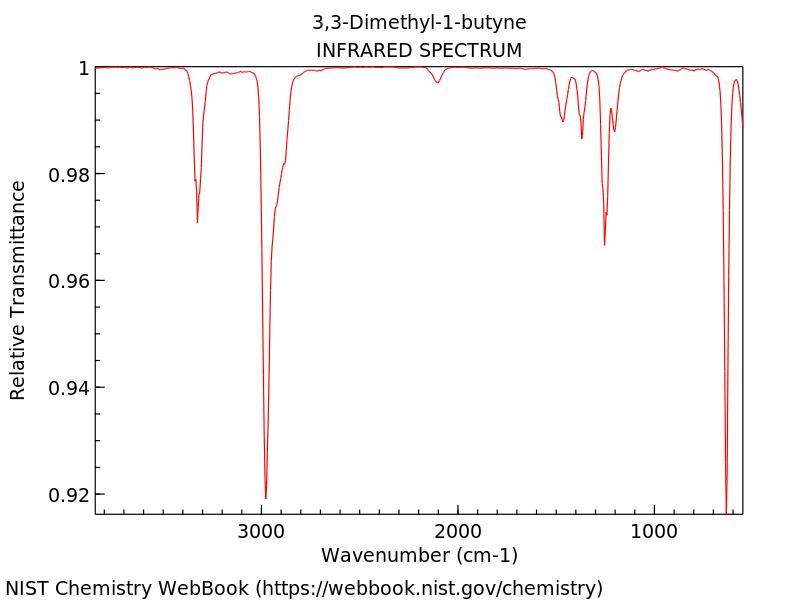 3,3-Dimethyl-1-butyne
INFRARED SPECTRUM
1
0.98
0.96
0.94
0.92
Relative Transmittance
3000 2000 1000
Wavenumber (cm-1)
NIST Chemistry WebBook (https://webbook.nist.gov/chemistry)